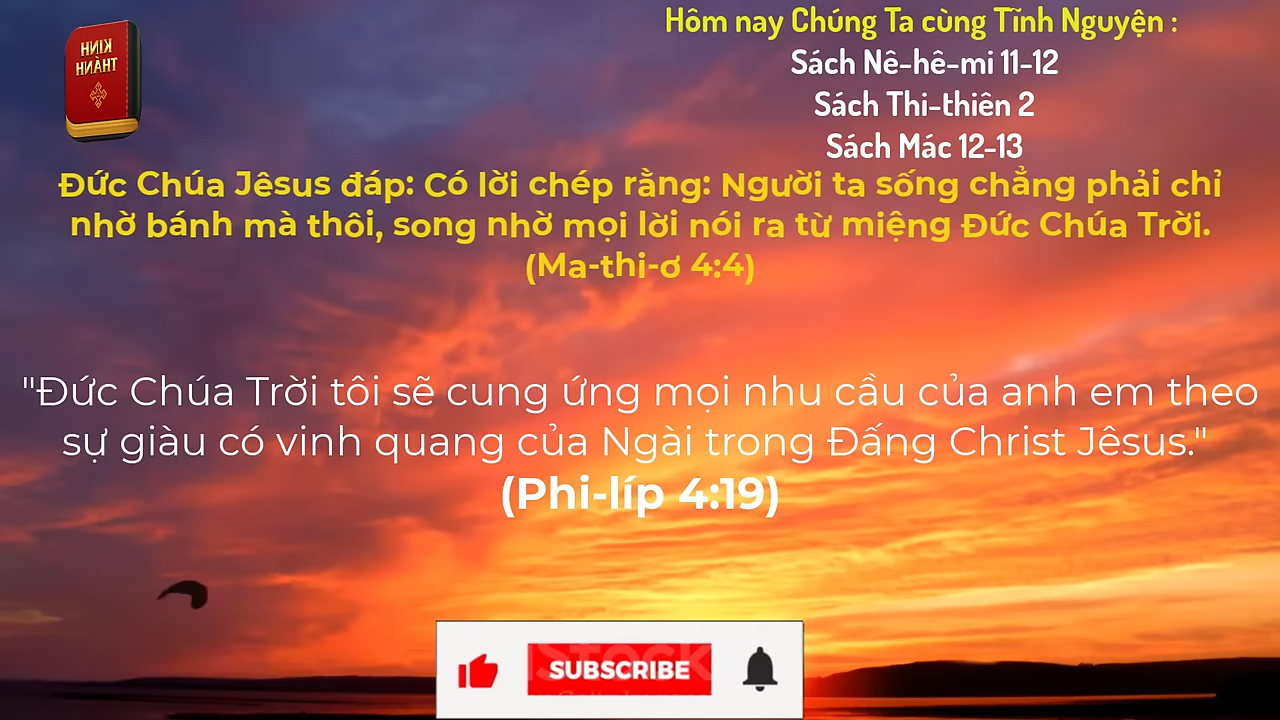 KINH
THÁNH
Hôm nay Chúng Ta cùng Tĩnh Nguyện :
Sách Nê-hê-mi 11-12
Sách Thi-thiên 2
Sách Mác 12-13
Đức Chúa Jêsus đáp: Có lời chép rằng: Người ta sống chẳng phải chỉ
nhờ bánh mà thôi, song nhờ mọi lời nói ra từ miệng Đức Chúa Trời.
(Ma-thi-ơ 4:4)
"Đức Chúa Trời tôi sẽ cung ứng mọi nhu cầu của anh em theo
sự giàu có vinh quang của Ngài trong Đấng Christ Jêsus."
(Phi-líp 4:19)
SUBSCRIBE